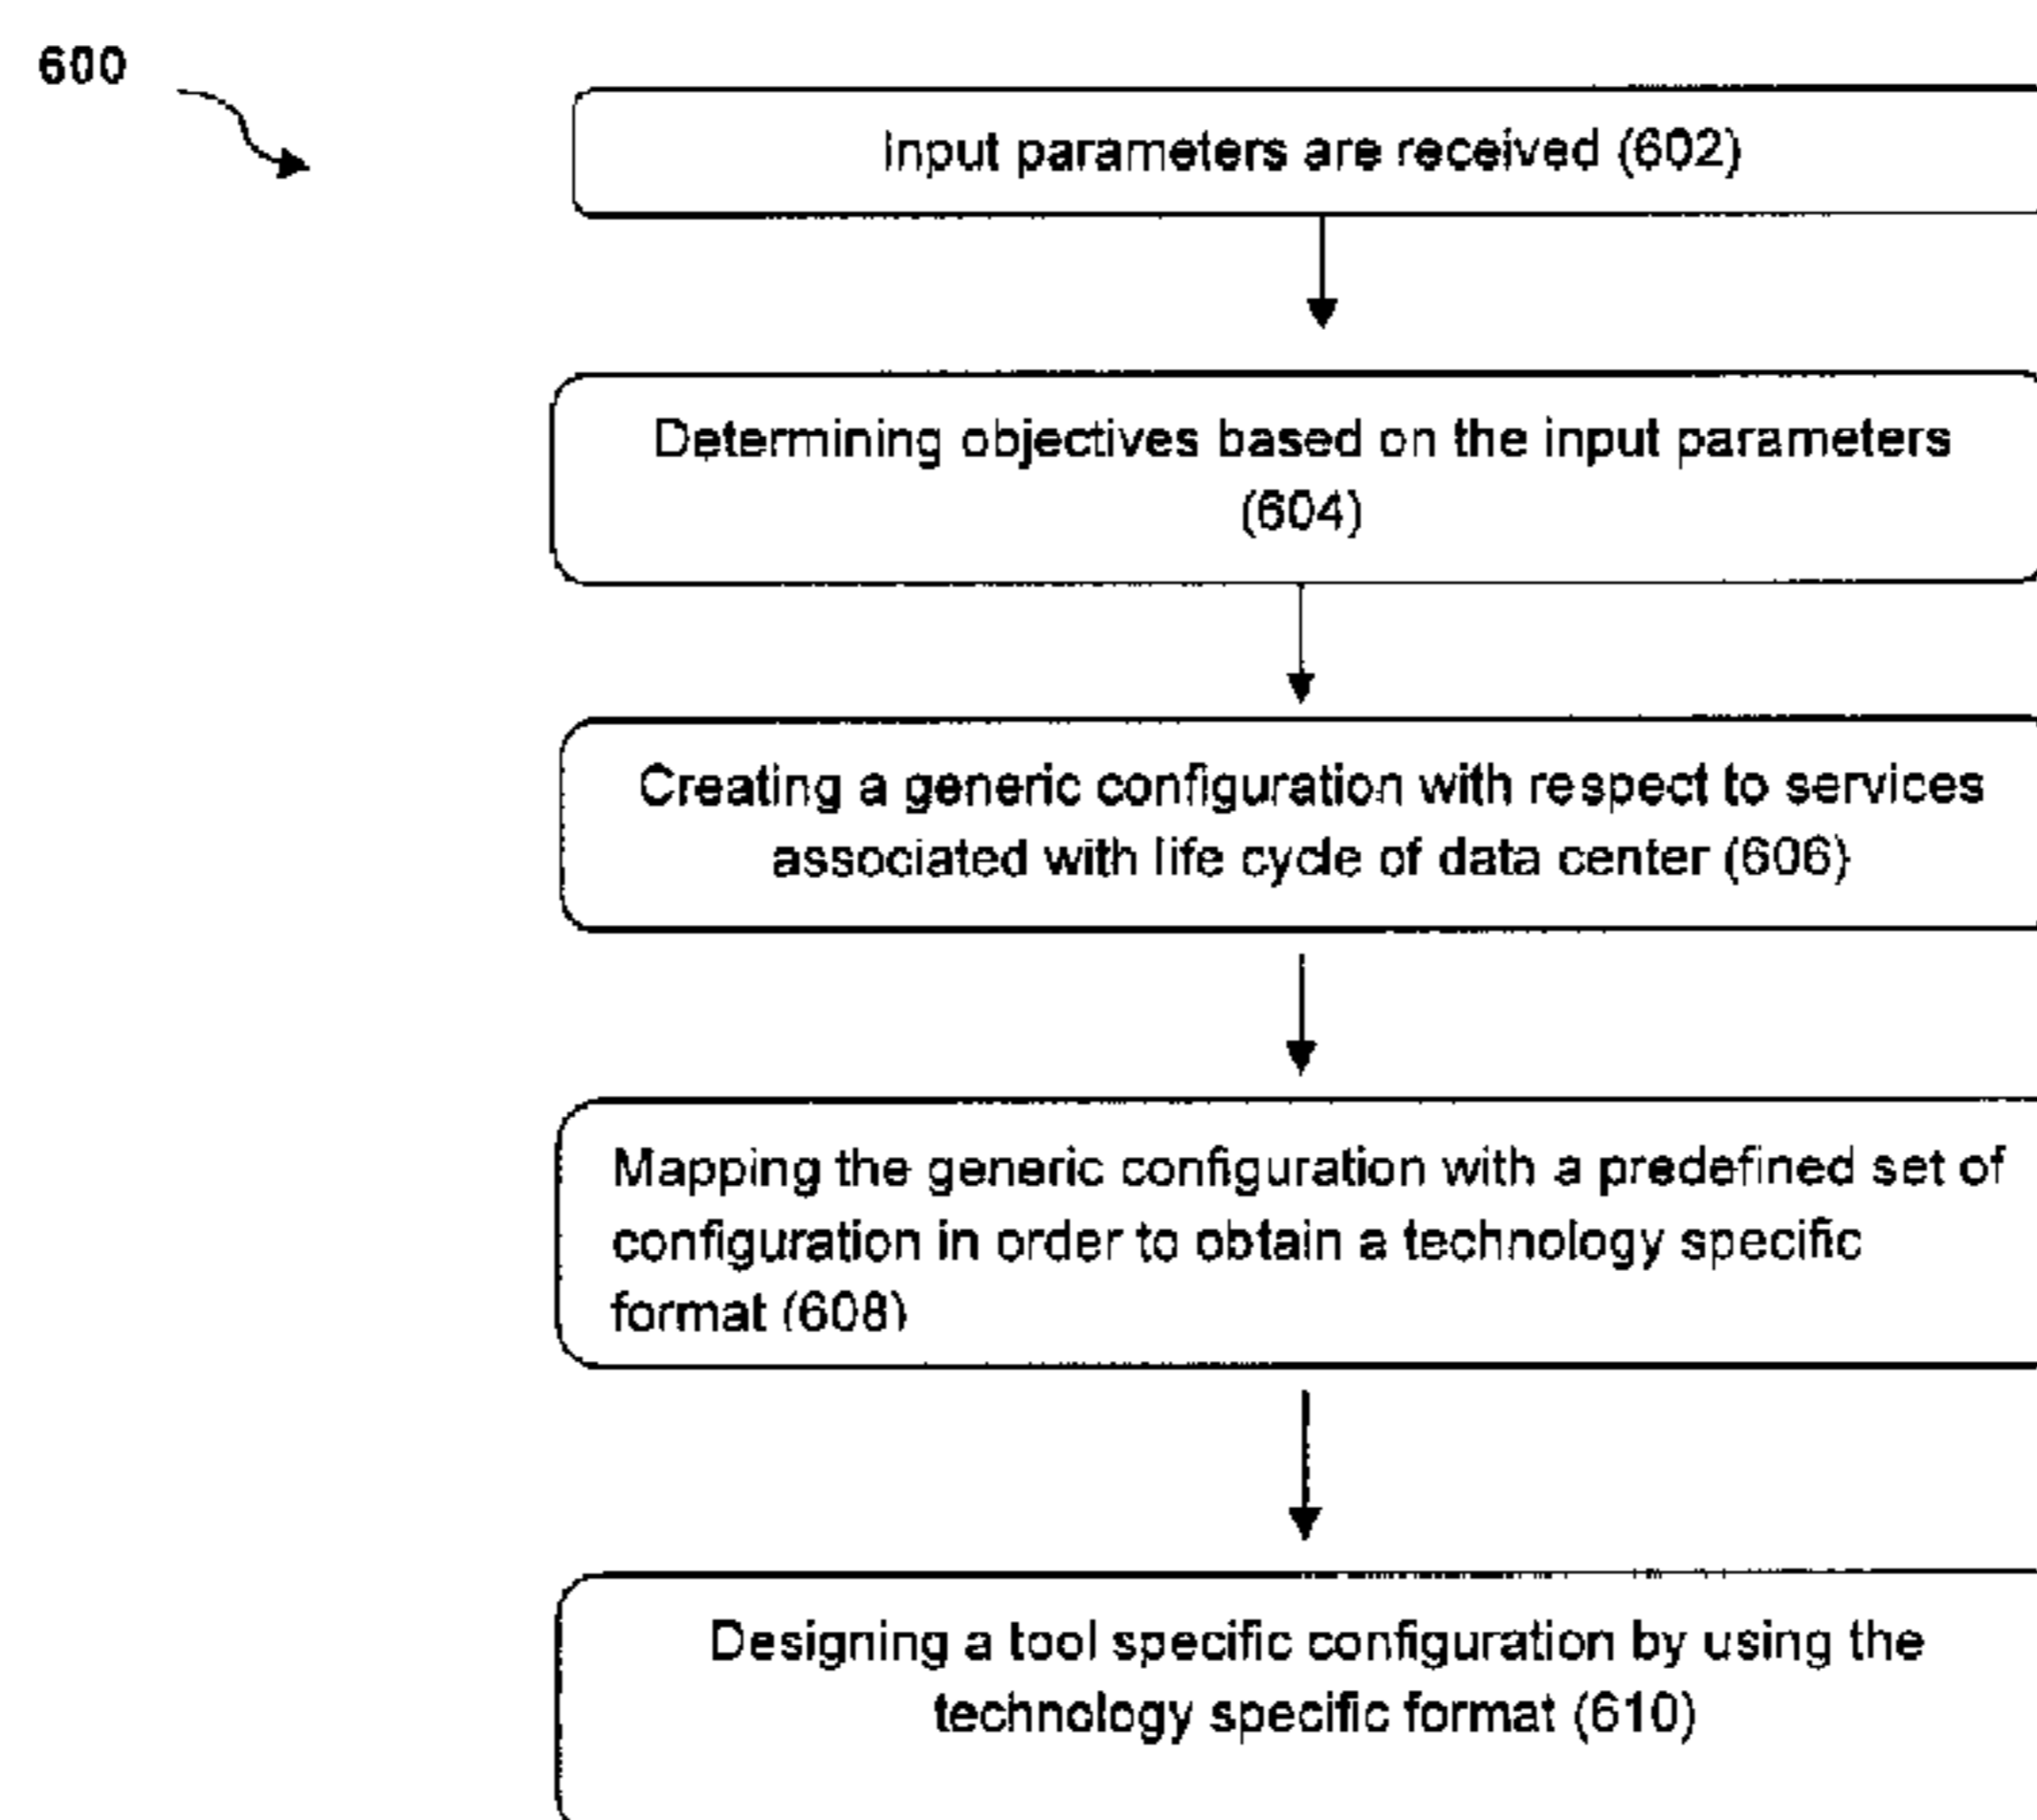 600
Input parameters are received (602)
Determining objectives based on the input parameters
(604)
Creating a generic configuration with respect to services
associated with life cycle of data center (606)
Mapping the generic configuration with a predefined set of
configuration in order to obtain a technology specific
format (608)
Designing a tool specific configuration by using the
technology specific format (610)